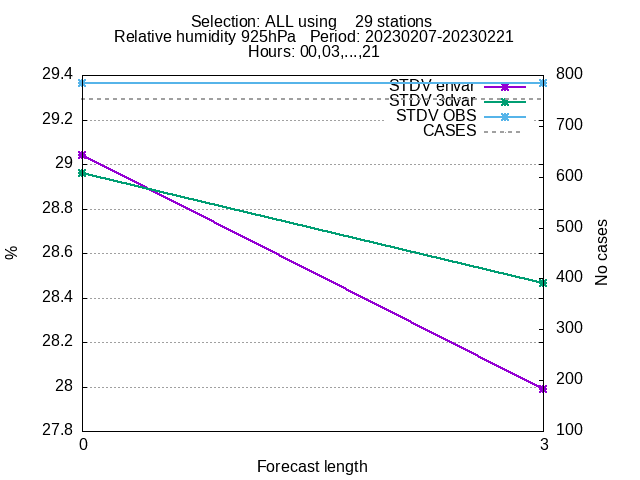 Selection: ALL using    29 stations
Relative humidity 925hPa   Period: 20230207-20230221
Hours: 00,03,...,21
29.4
29.2
29
28.8
28.6
28.4
28.2
28
27.8
%
800
700
600
500
400
300
200
100
No cases
STDV envar
STDV 3dvar
STDV OBS
CASES
0
3
Forecast length